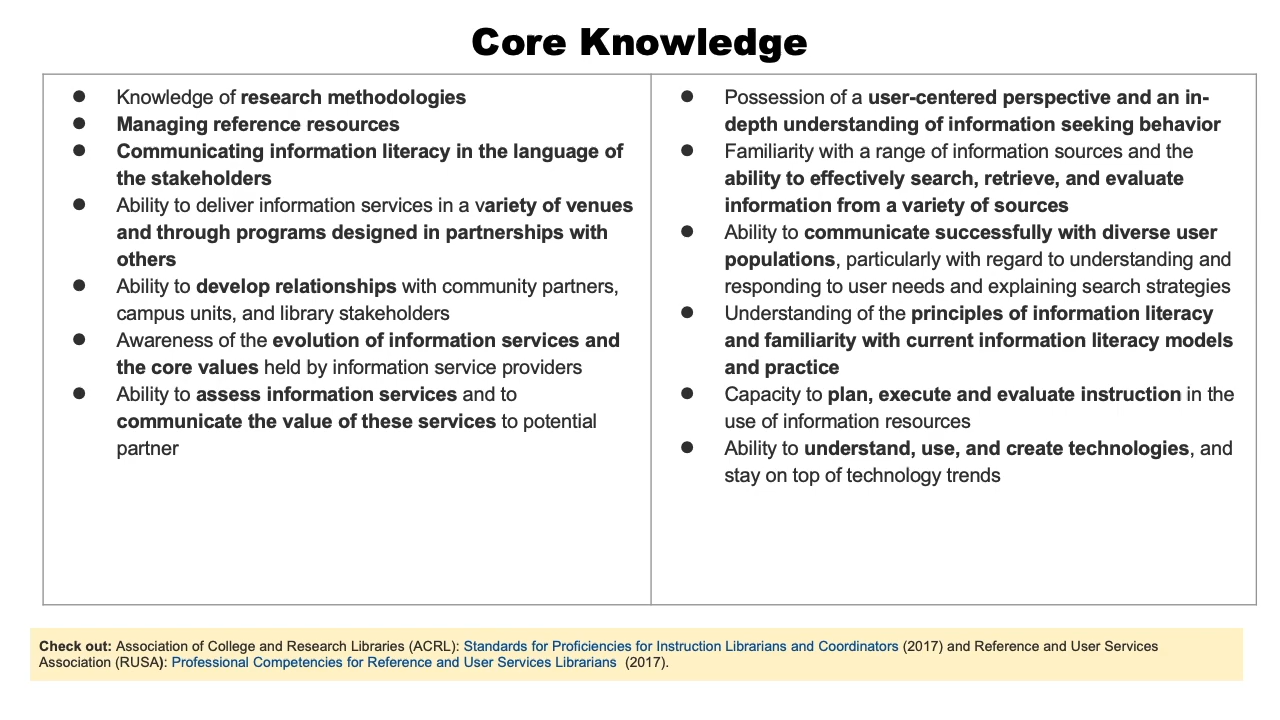 Core Knowledge
● Knowledge of research methodologies
● Managing reference resources
● Communicating information literacy in the language of
the stakeholders
● Ability to deliver information services in a variety of venues
and through programs designed in partnerships with
others
● Ability to develop relationships with community partners,
campus units, and library stakeholders
● Awareness of the evolution of information services and
the core values held by information service providers
● Ability to assess information services and to
communicate the value of these services to potential
partner
● Possession of a user-centered perspective and an in-
depth understanding of information seeking behavior
● Familiarity with a range of information sources and the
ability to effectively search, retrieve, and evaluate
information from a variety of sources
● Ability to communicate successfully with diverse user
populations, particularly with regard to understanding and
responding to user needs and explaining search strategies
● Understanding of the principles of information literacy
and familiarity with current information literacy models
and practice
● Capacity to plan, execute and evaluate instruction in the
use of information resources
● Ability to understand, use, and create technologies, and
stay on top of technology trends
Check out: Association of College and Research Libraries (ACRL): Standards for Proficiencies for Instruction Librarians and Coordinators (2017) and Reference and User Services
Association (RUSA): Professional Competencies for Reference and User Services Librarians (2017).